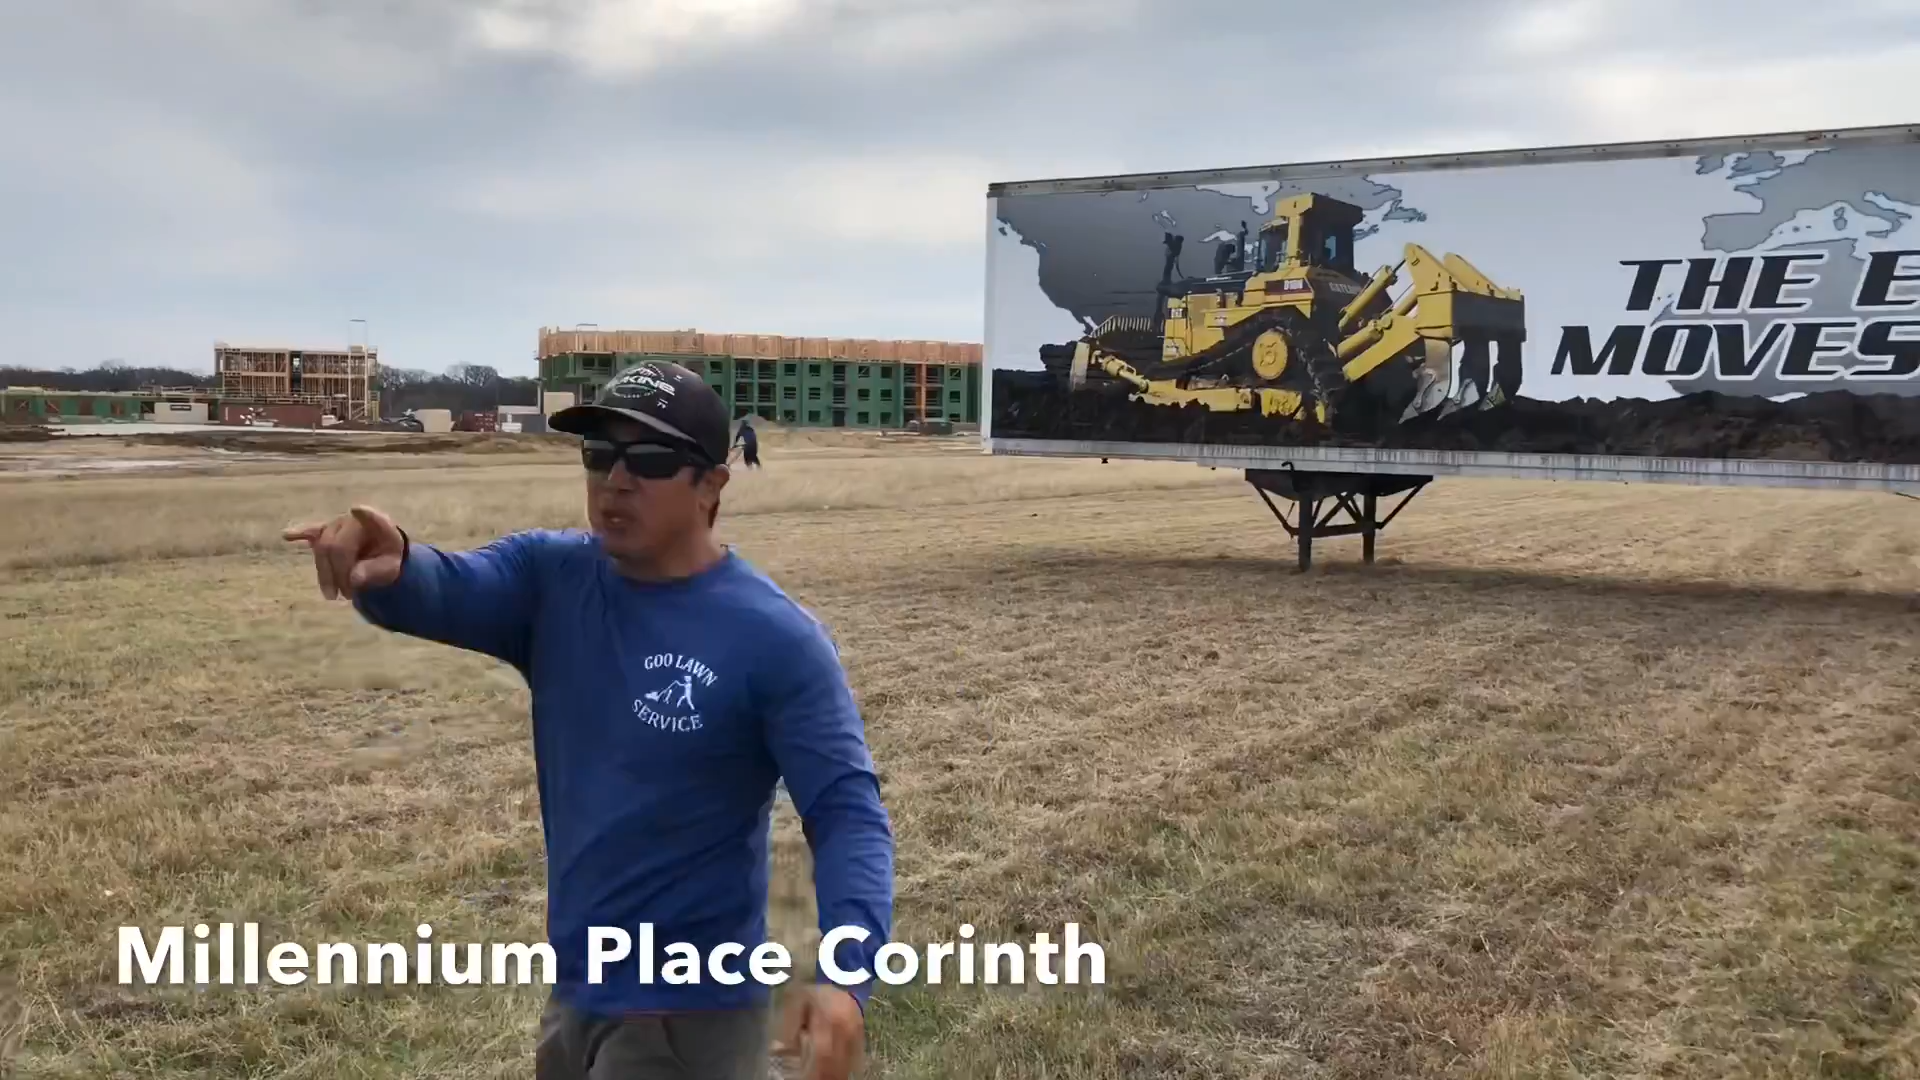 THE E
MOVES
GOO LAWN
SERVICE
Millennium Place Corinth